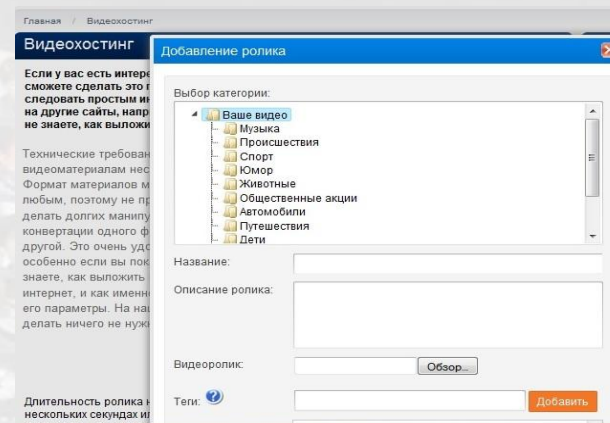 Главная / Видеохостинг
Видеохостинг
Добавление ролика
Если у вас есть интере
сможете сделать это п
следовать простым ин
на другие сайты, напр
не знаете, как выложи
Технические требован
видеоматериалам нес
Формат материалов м
любым, поэтому не пр
делать долгих манипу
конвертации одного ф
другой. Это очень удо
особенно если вы пок
знаете, как выложить
интернет, и как именн
его параметры. На на
делать ничего не нуж
Длительность ролика н
нескольких секундах ил
Выбор категории:
Ваше видео
Музыка
Происшествия
Спорт
Юмор
Животные
Общественные акции
Автомобили
Путешествия
Дети
Название:
Описание ролика:
Видеоролик:
Обзор...
Теги:
Добавить